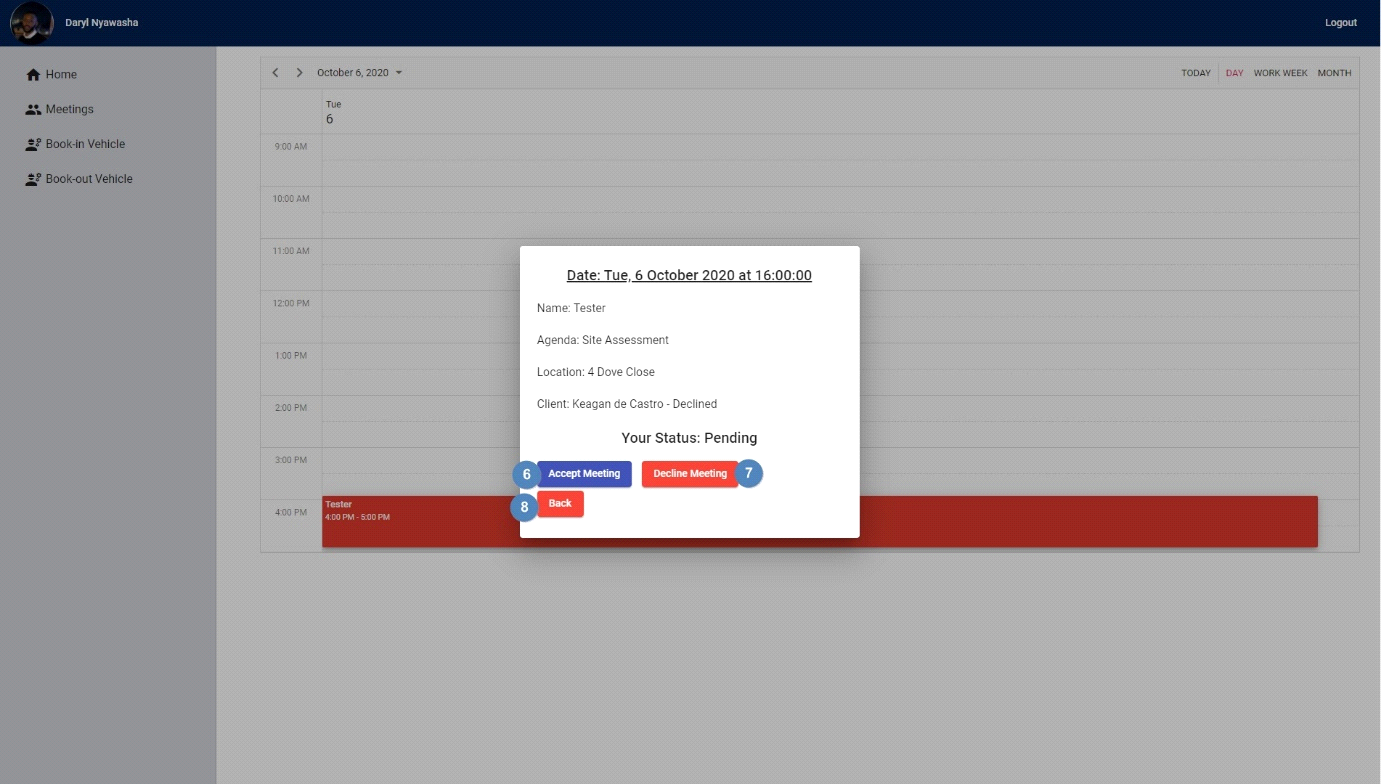 Daryl Nyawasha
Logout
Home
Meetings
Book-in Vehicle
Book-out Vehicle
October 6, 2020
TODAY DAY WORK WEEK MONTH
Tue
6
9:00 AM
10:00 AM
11:00 AM
12:00 PM
1:00 PM
2:00 PM
3:00 PM
4:00 PM
Tester
4:00 PM - 5:00 PM
Date: Tue, 6 October 2020 at 16:00:00
Name: Tester
Agenda: Site Assessment
Location: 4 Dove Close
Client: Keagan de Castro - Declined
Your Status: Pending
6 Accept Meeting Decline Meeting 7
8 Back